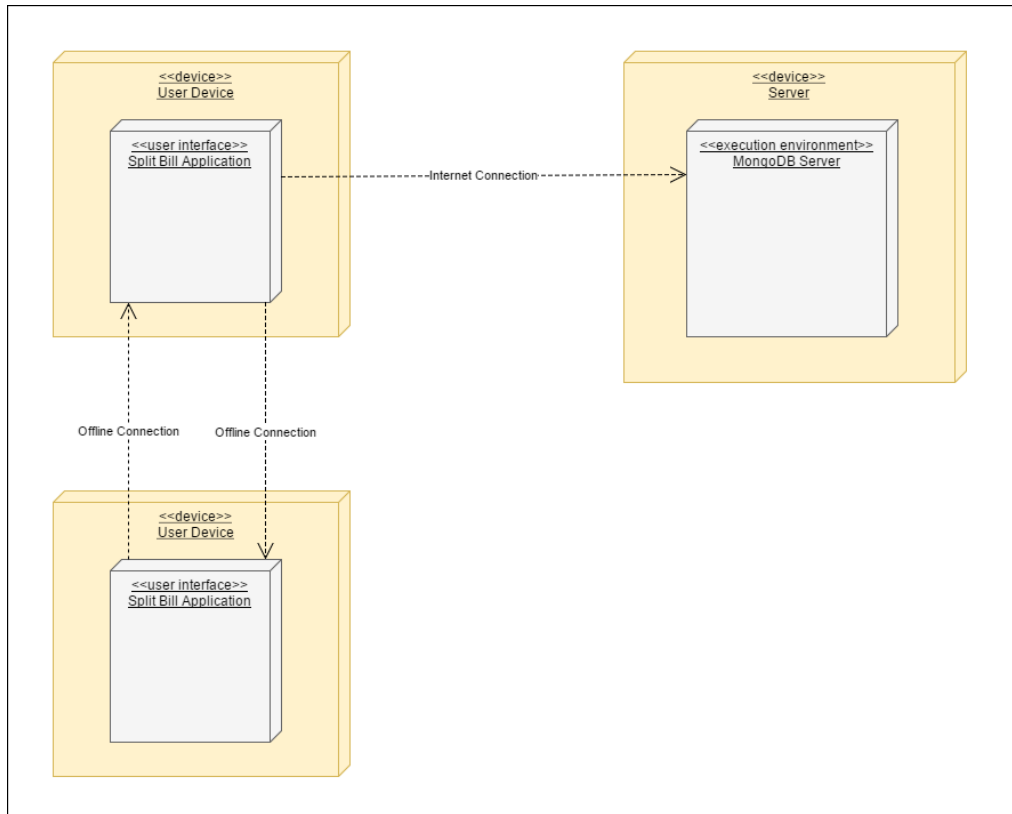 <<device>>
User Device
<<user interface>>
Split Bill Application
<<device>>
Server
<<execution environment>>
MongoDB Server
Internet Connection
Offline Connection
Offline Connection
<<device>>
User Device
<<user interface>>
Split Bill Application